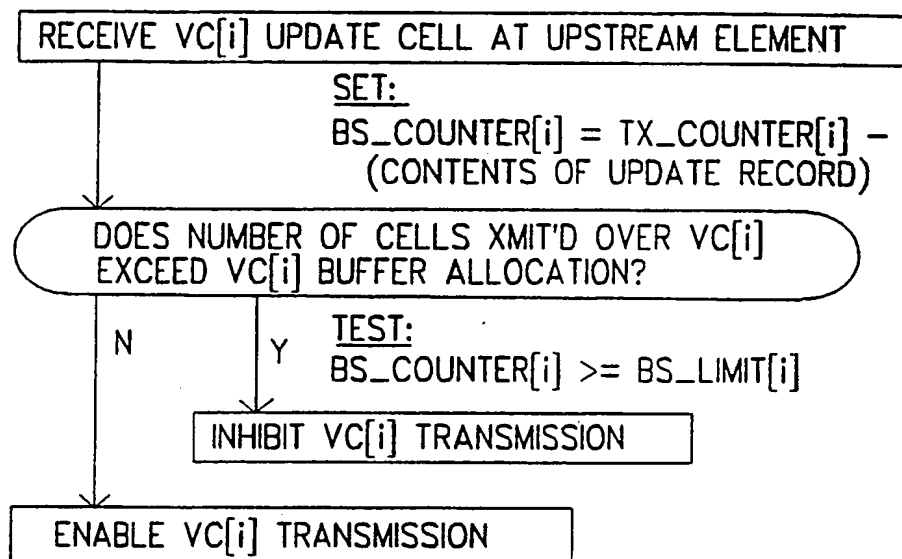 RECEIVE VC[i] UPDATE CELL AT UPSTREAM ELEMENT
SET:
BS_COUNTER[i] = TX_COUNTER[i] -
(CONTENTS OF UPDATE RECORD)
DOES NUMBER OF CELLS XMIT'D OVER VC[i]
EXCEED VC[i] BUFFER ALLOCATION?
N
Y
TEST:
BS_COUNTER[i] >= BS_LIMIT[i]
INHIBIT VC[i] TRANSMISSION
ENABLE VC[i] TRANSMISSION